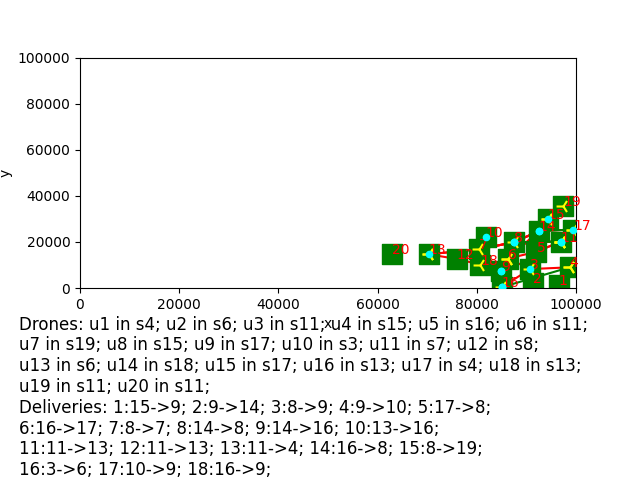 100000
80000
60000
40000
20000
0
0 20000 40000 60000 80000 100000
y
x
20
19
17
10
Drones: u1 in s4; u2 in s6; u3 in s11; u4 in s15; u5 in s16; u6 in s11;
u7 in s19; u8 in s15; u9 in s17; u10 in s3; u11 in s7; u12 in s8;
u13 in s6; u14 in s18; u15 in s17; u16 in s13; u17 in s4; u18 in s13;
u19 in s11; u20 in s11;
Deliveries: 1:15->9; 2:9->14; 3:8->9; 4:9->10; 5:17->8;
6:16->17; 7:8->7; 8:14->8; 9:14->16; 10:13->16;
11:11->13; 12:11->13; 13:11->4; 14:16->8; 15:8->19;
16:3->6; 17:10->9; 18:16->9;